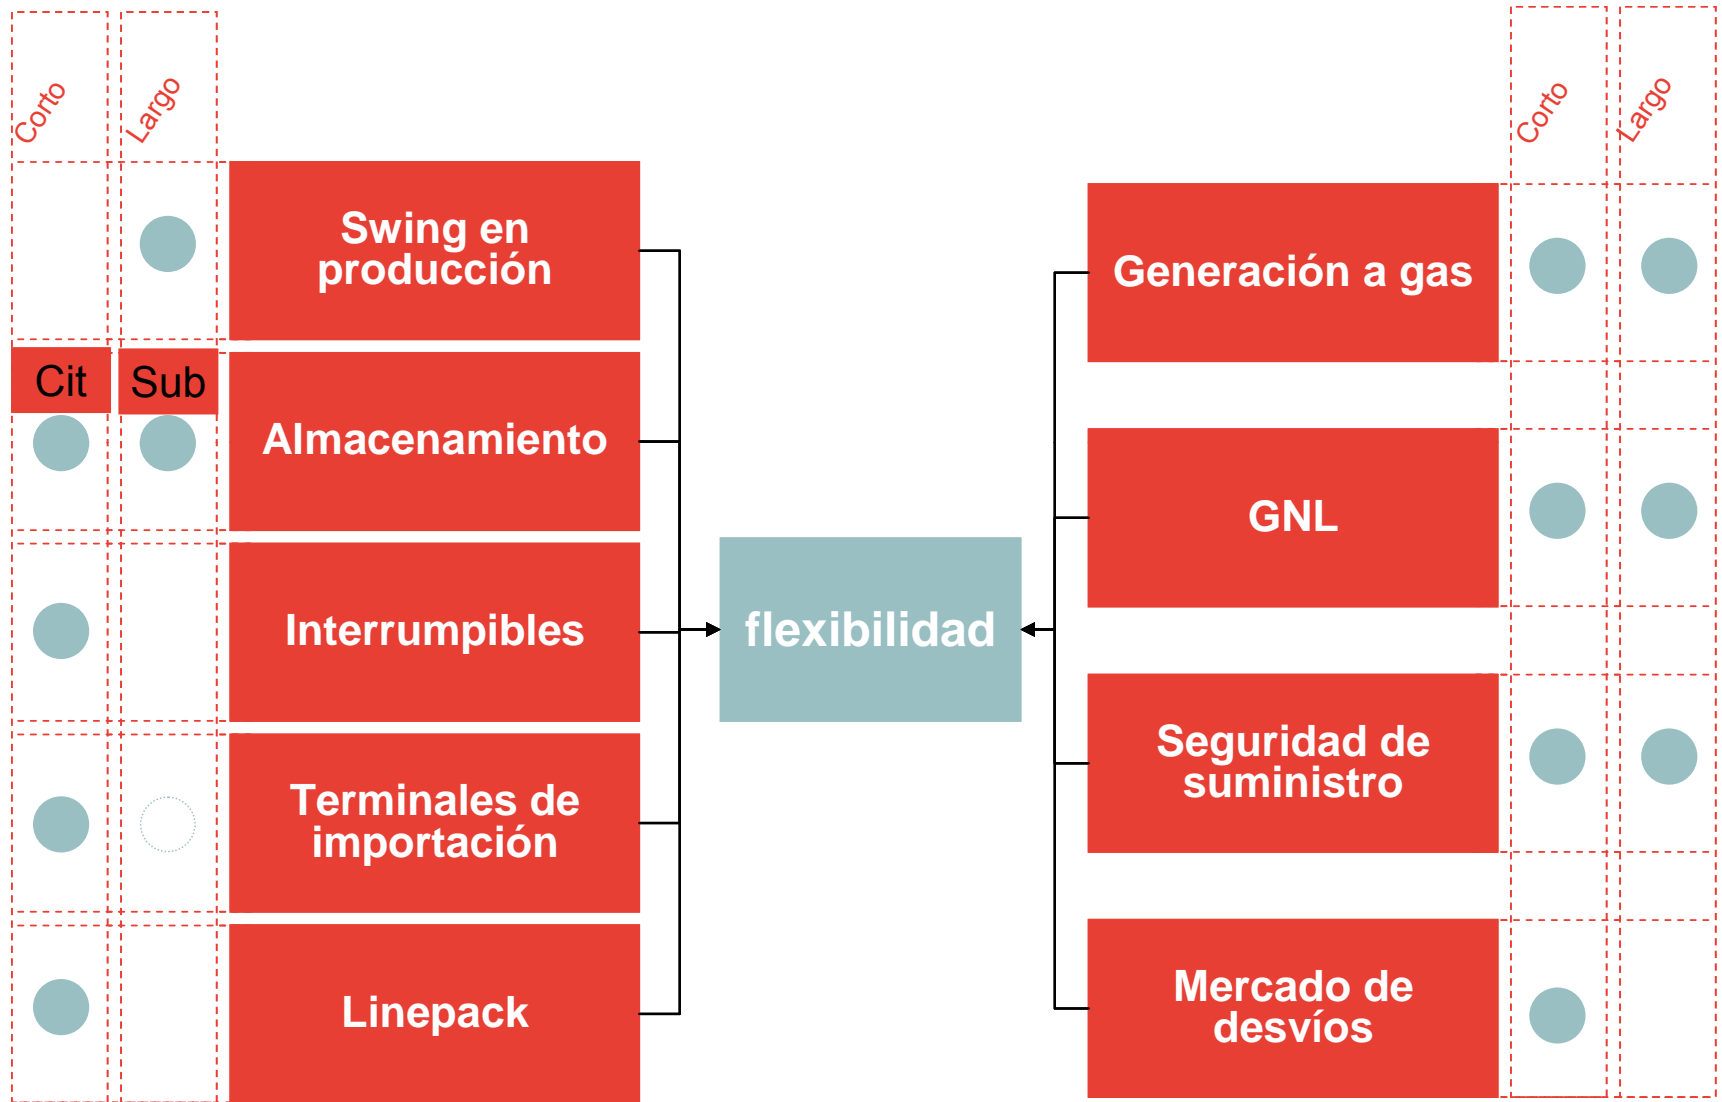 Corto
Largo
Swing en
producción
Cit
Sub
Almacenamiento
Interrumpibles
Terminales de
importación
Linepack
flexibilidad
Corto
Largo
Generación a gas
GNL
Seguridad de
suministro
Mercado de
desvíos